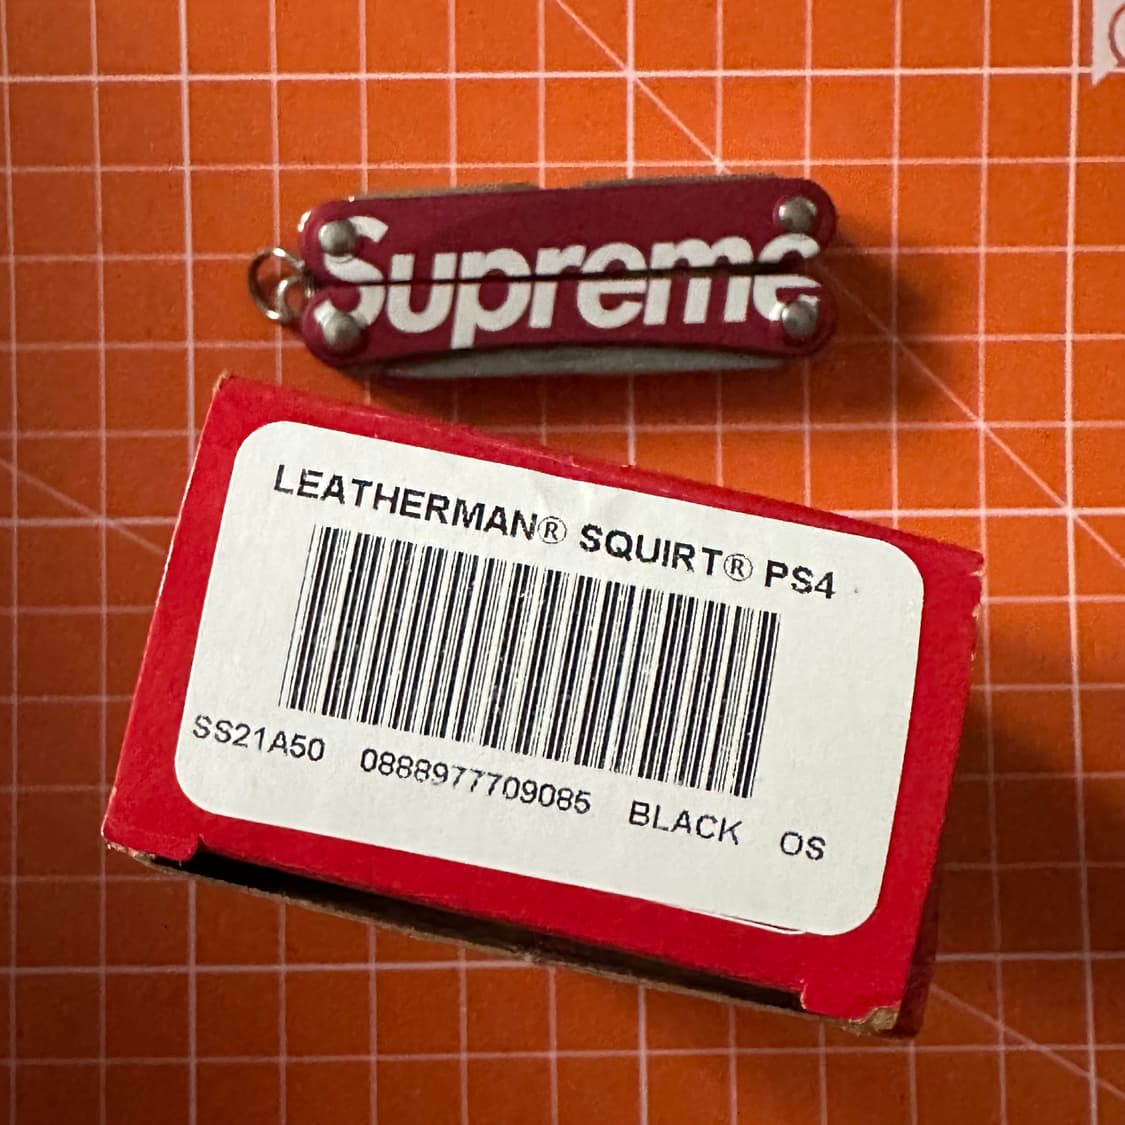 Supreme
LEATHERMAN® SQUIRT® PS4
SS21A50 0888977709085 BLACK OS